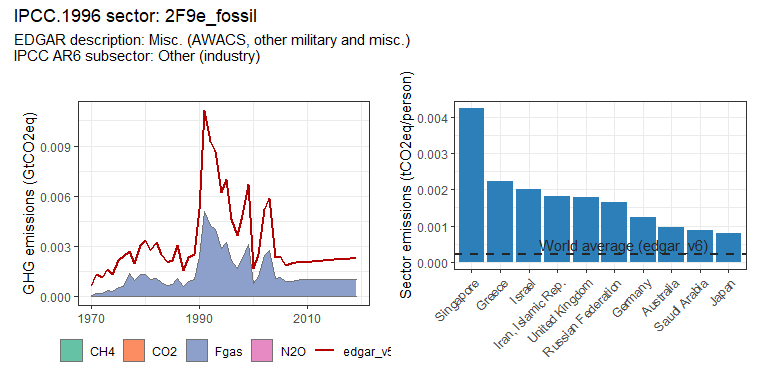 IPCC.1996 sector: 2F9e_fossil
EDGAR description: Misc. (AWACS, other military and misc.)
IPCC AR6 subsector: Other (industry)
GHG emissions (GtCO2eq)
0.009
0.006
0.003
0.000
1970
1990
2010
CH4
CO2
Fgas
N2O
edgar_v5
Sector emissions (tCO2eq/person)
0.004
0.003
0.002
0.001
0.000
World average (edgar_v6)
Singapore
Greece
Israel
Iran, Islamic Rep.
United Kingdom
Russian Federation
Germany
Australia
Saudi Arabia
Japan